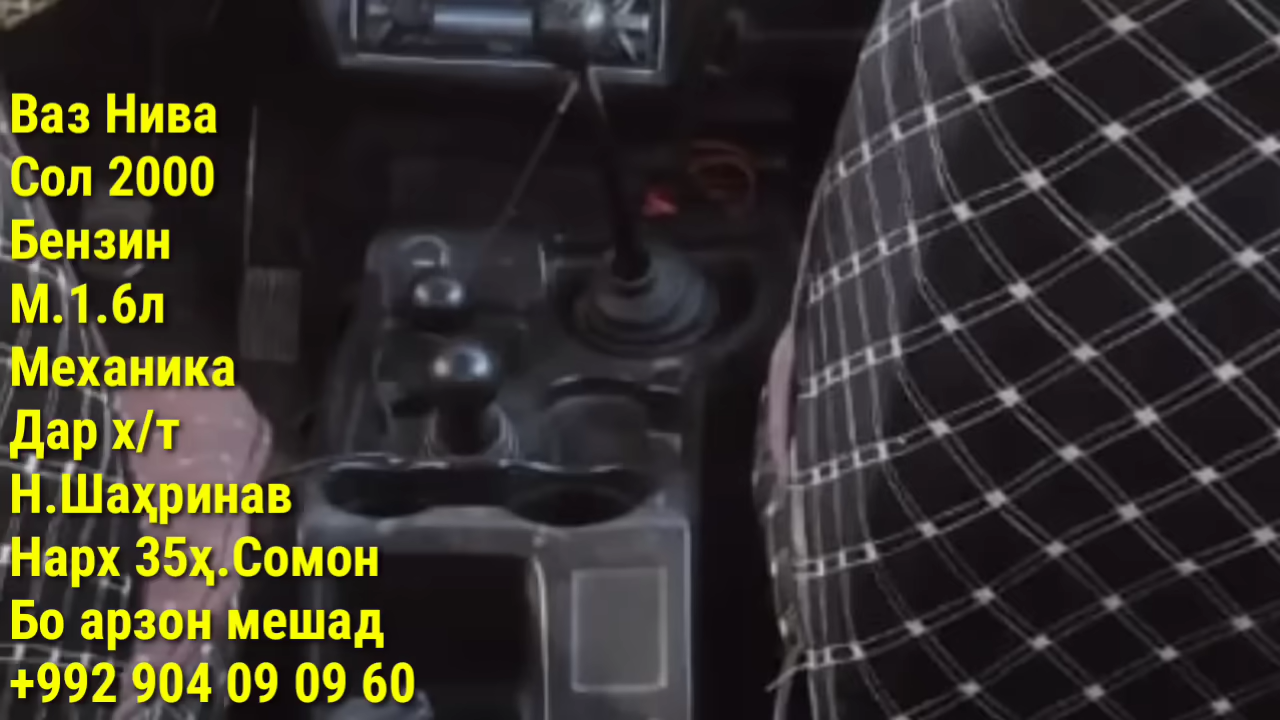 Ваз Нива
Сол 2000
Бензин
М.1.6л
Механика
Дар х/т
Н.Шаҳринав
Нарх 35ҳ.Сомон
Бо арзон мешад
+992 904 09 09 60